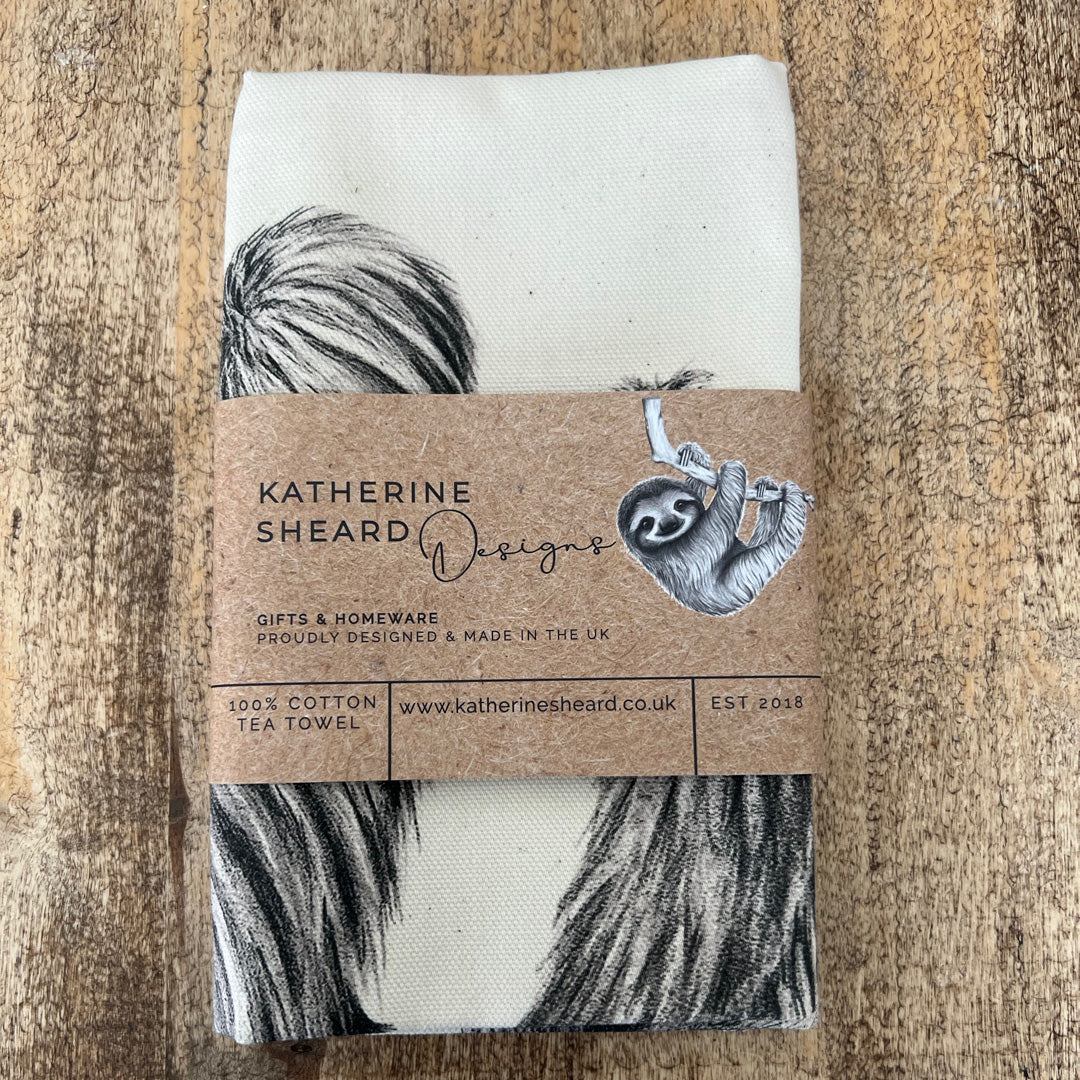 KATHERINE
SHEARD Designs
GIFTS & HOMEWARE
PROUDLY DESIGNED & MADE IN THE UK
100% COTTON
TEA TOWEL
www.katherinesheard.co.uk
EST 2018